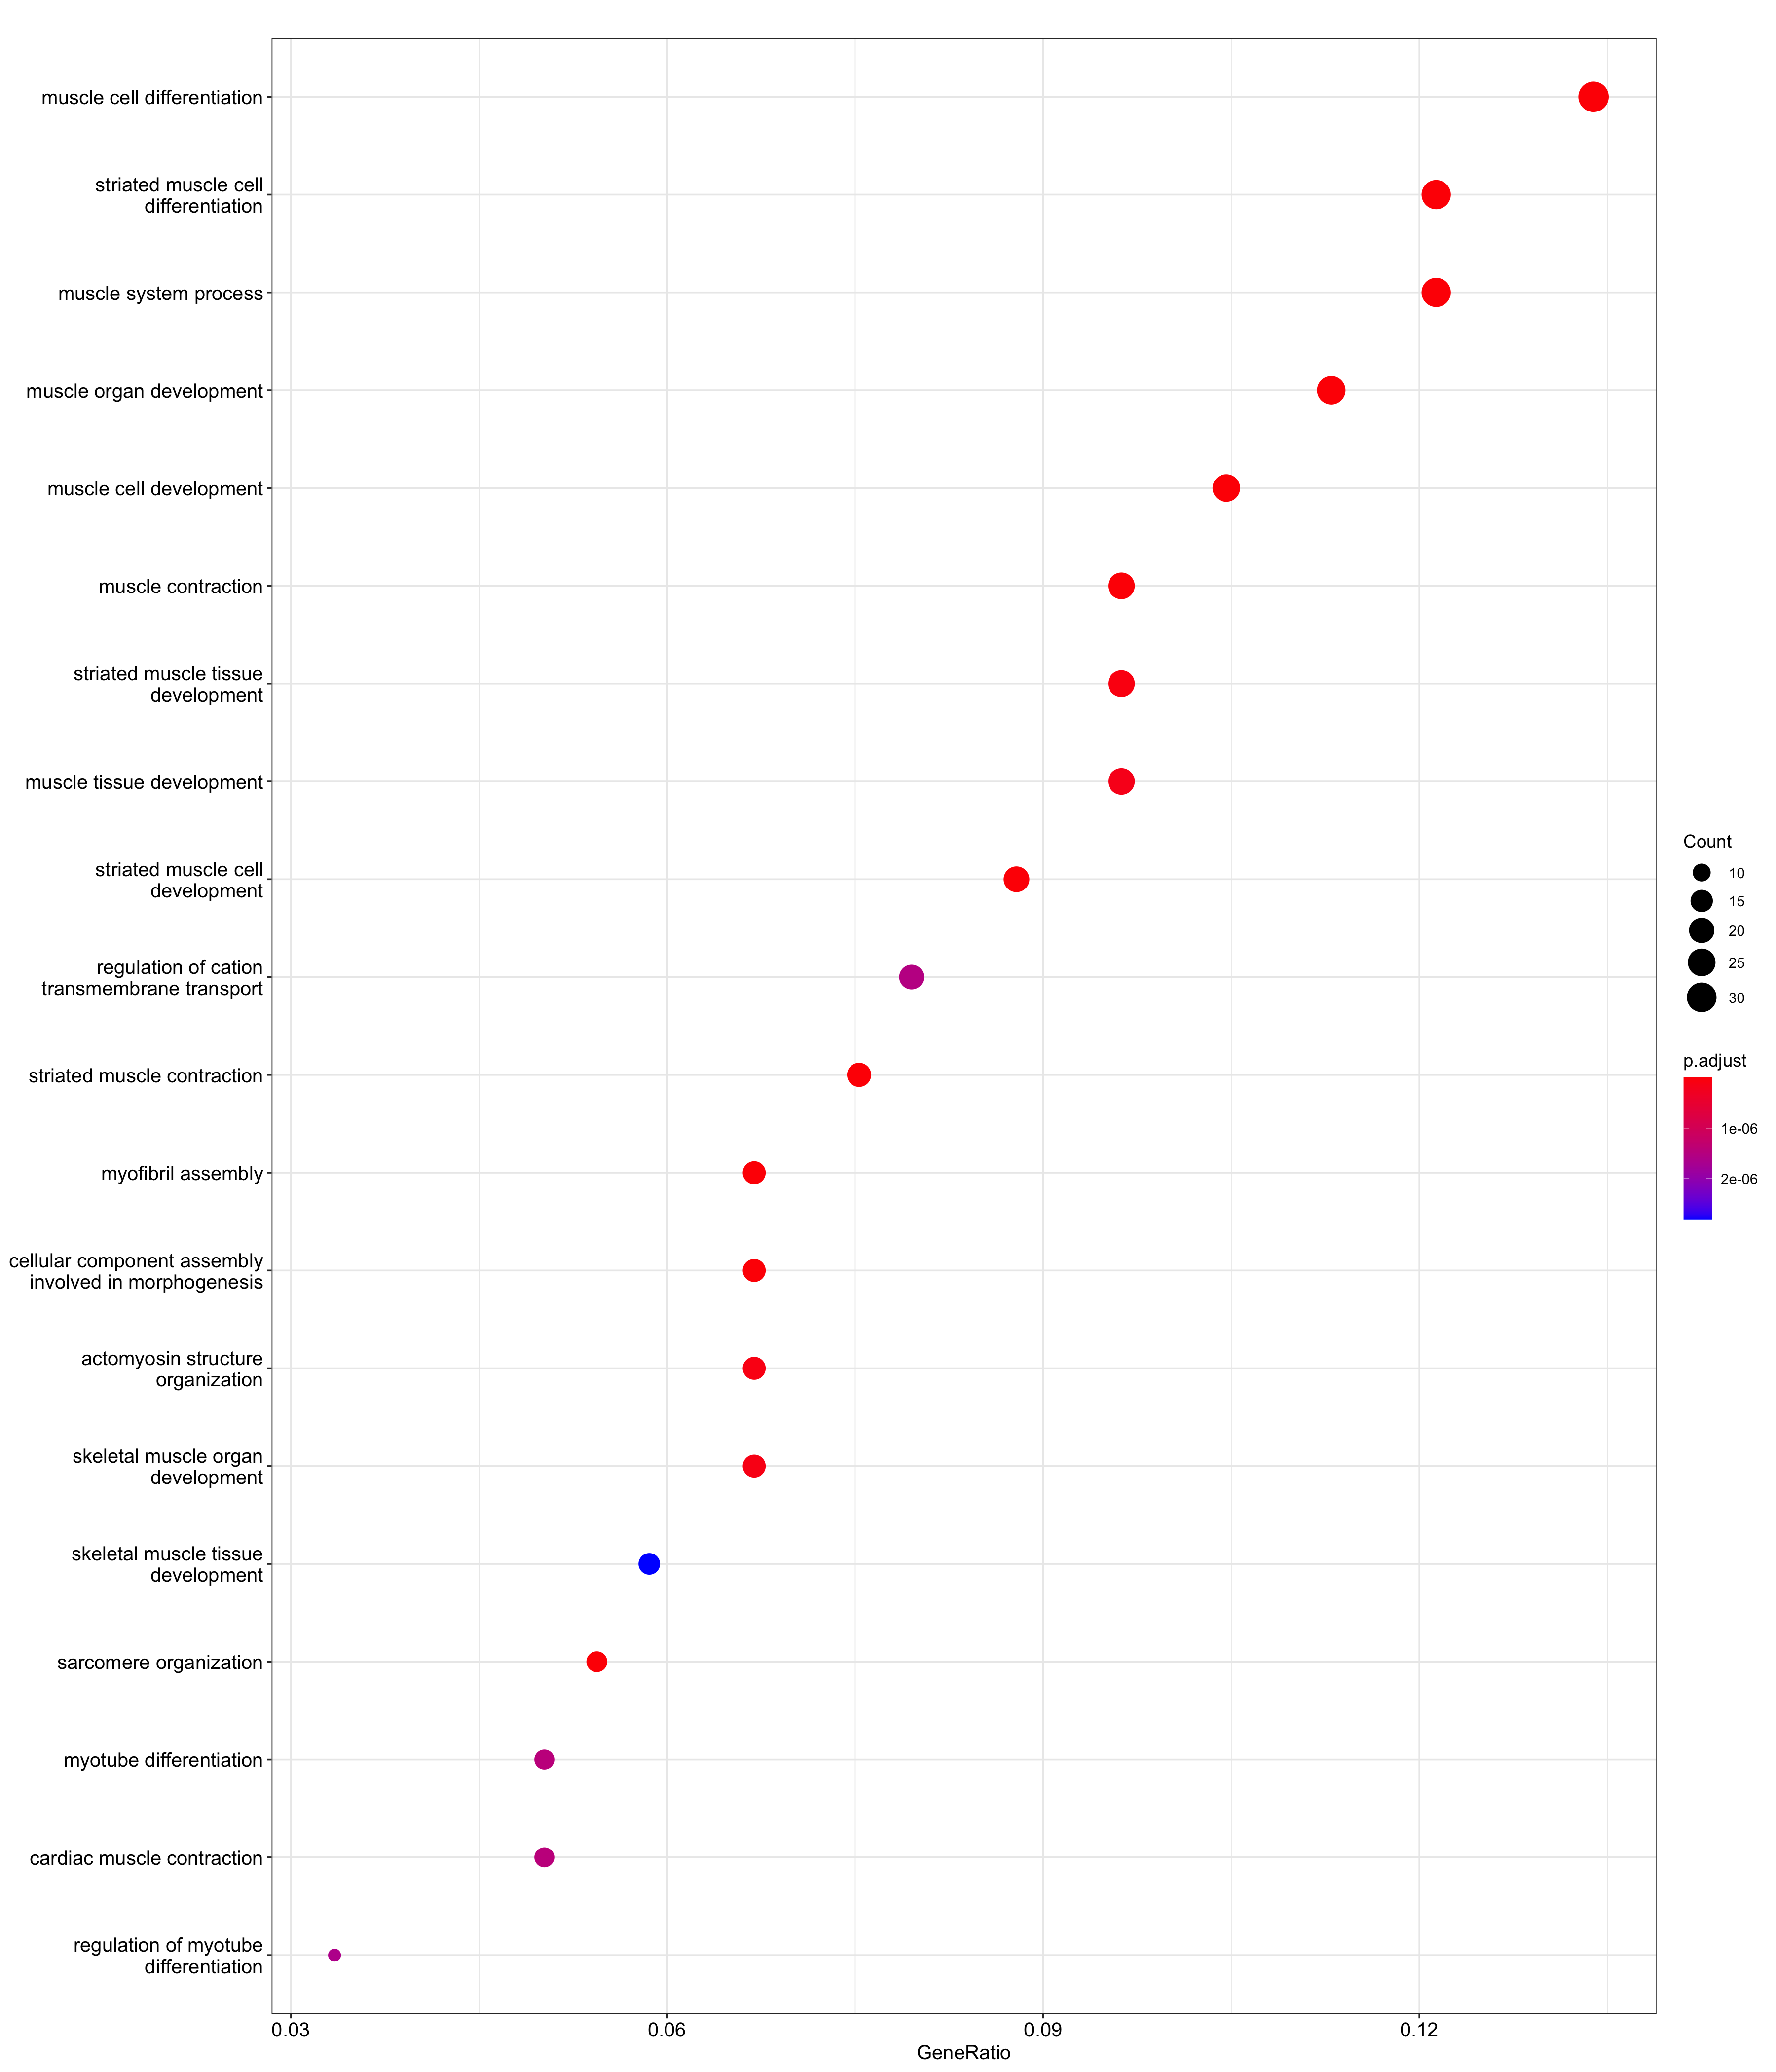 muscle cell differentiation
striated muscle cell
differentiation
muscle system process
muscle organ development
muscle cell development
muscle contraction
striated muscle tissue
development
muscle tissue development
striated muscle cell
development
regulation of cation
transmembrane transport
striated muscle contraction
myofibril assembly
cellular component assembly
involved in morphogenesis
actomyosin structure
organization
skeletal muscle organ
development
skeletal muscle tissue
development
sarcomere organization
myotube differentiation
cardiac muscle contraction
regulation of myotube
differentiation
0.03 0.06 0.09 0.12
GeneRatio
Count
10
15
20
25
30
p.adjust
1e-06
2e-06